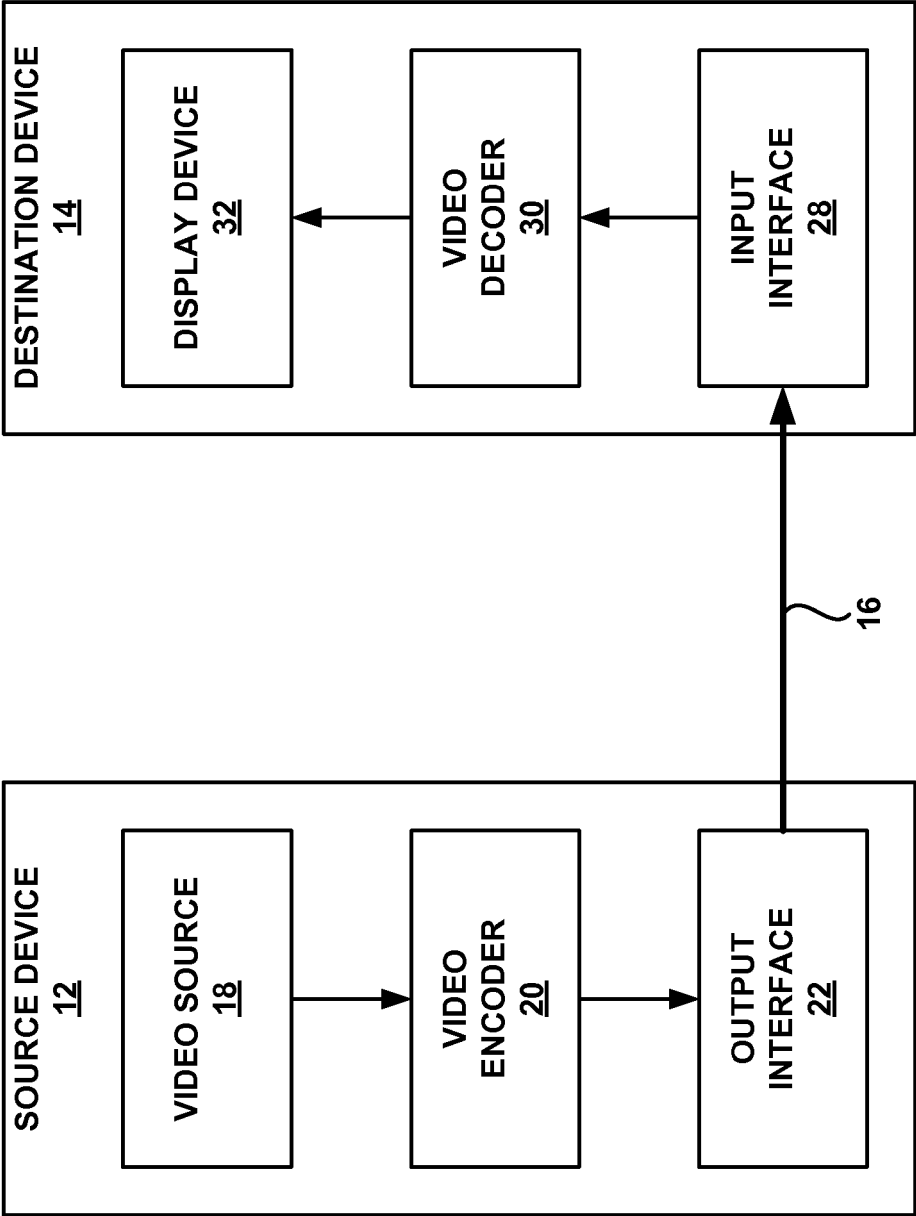 SOURCE DEVICE
12
VIDEO SOURCE
18
VIDEO
ENCODER
20
OUTPUT
INTERFACE
22
16
DESTINATION DEVICE
14
DISPLAY DEVICE
32
VIDEO
DECODER
30
INPUT
INTERFACE
28